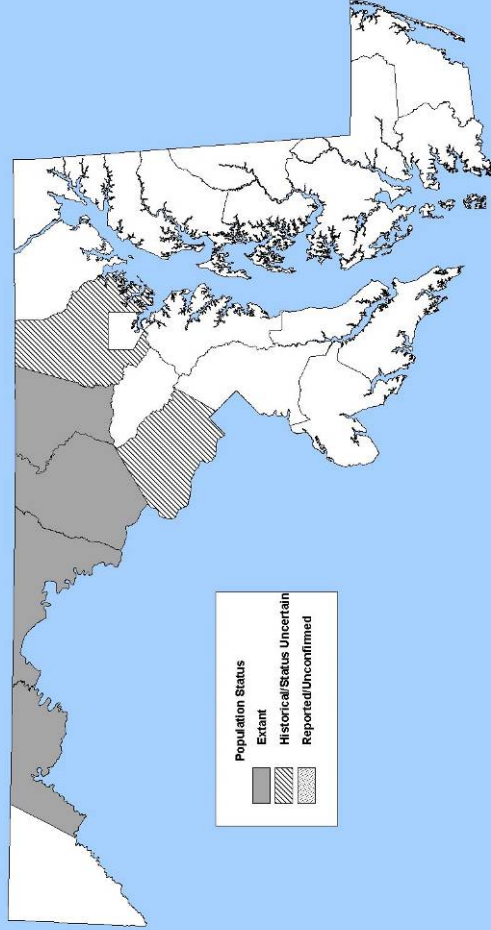 Population Status
Extant
Historical/Status Uncertain
Reported/Unconfirmed